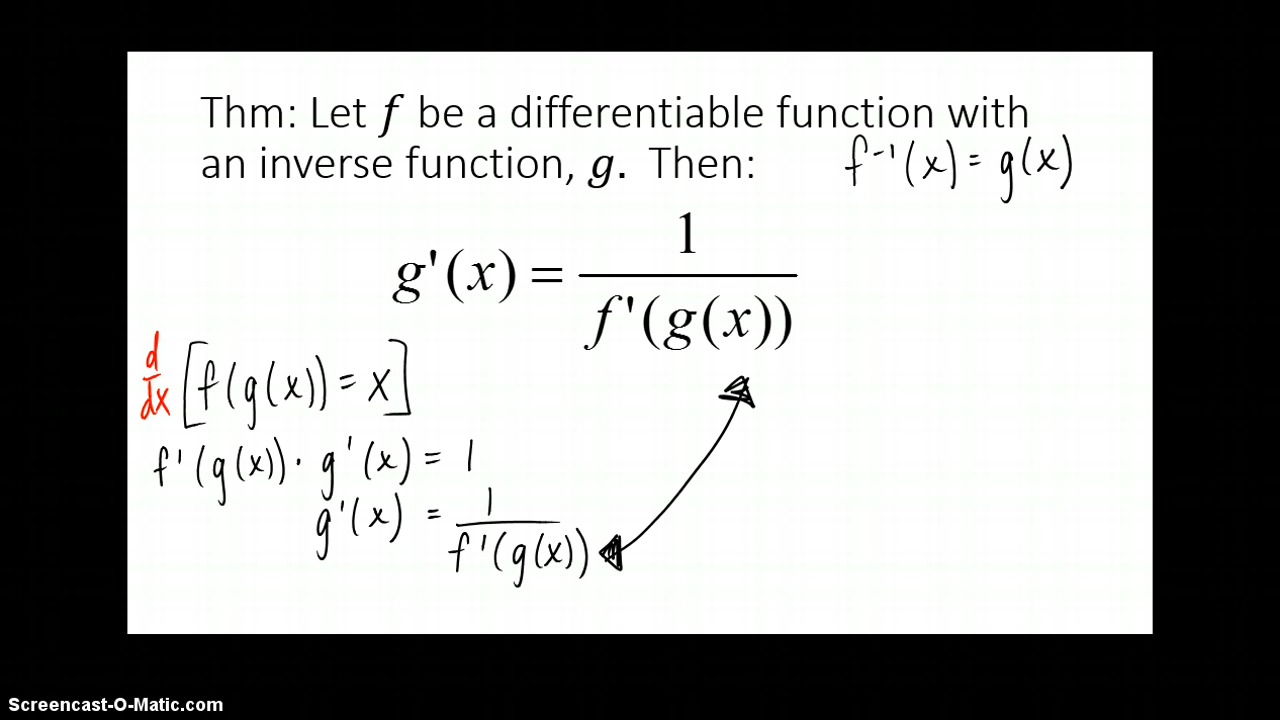 Thm: Let f be a differentiable function with
an inverse function, g. Then:
f⁻¹(x) = g(x)
g'(x) = 1 / f'(g(x))
d/dx [f(g(x)) = x]
f'(g(x)) · g'(x) = 1
g'(x) = 1 / f'(g(x))
Screencast-O-Matic.com